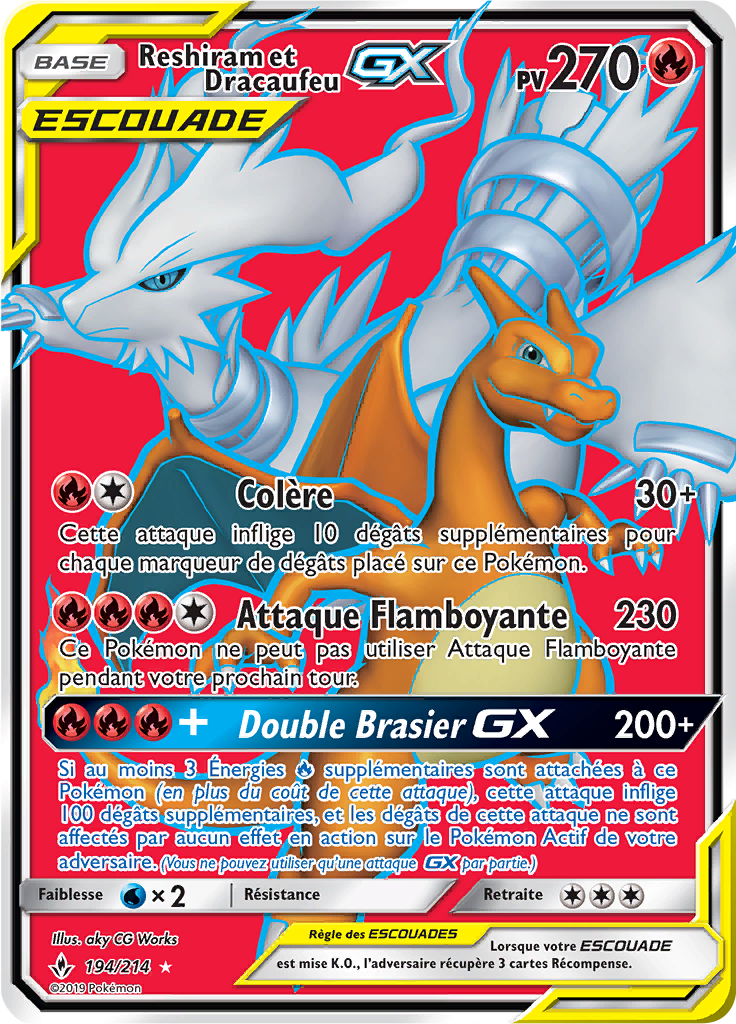 BASE
Reshiram et
Dracaufeu GX
PV 270
ESCOUADE
Colère 30+
Cette attaque inflige 10 dégâts supplémentaires pour
chaque marqueur de dégâts placé sur ce Pokémon.
Attaque Flamboyante 230
Ce Pokémon ne peut pas utiliser Attaque Flamboyante
pendant votre prochain tour.
+ Double Brasier GX 200+
Si au moins 3 Énergies supplémentaires sont attachées à ce
Pokémon (en plus du coût de cette attaque), cette attaque inflige
100 dégâts supplémentaires, et les dégâts de cette attaque ne sont
affectés par aucun effet en action sur le Pokémon Actif de votre
adversaire. (Vous ne pouvez utiliser qu'une attaque GX par partie.)
Faiblesse ×2 Résistance Retraite
Illus. aky CG Works
194/214
©2019 Pokémon
Règle des ESCOUADES
Lorsque votre ESCOUADE
est mise K.O., l'adversaire récupère 3 cartes Récompense.